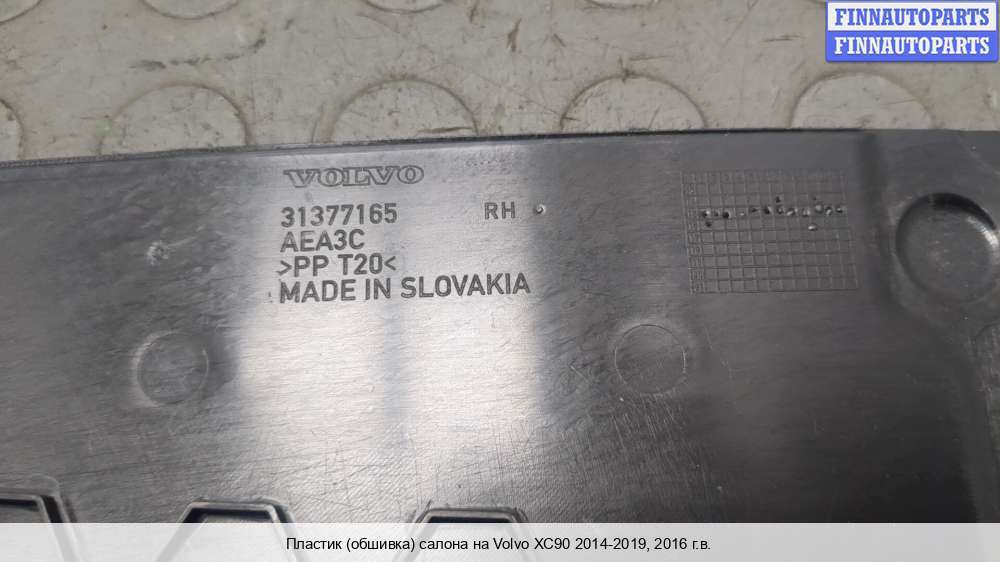 FINNAUTOPARTS
FINNAUTOPARTS
VOLVO
31377165 RH
AEA3C
>PP T20<
MADE IN SLOVAKIA
Пластик (обшивка) салона на Volvo XC90 2014-2019, 2016 г.в.